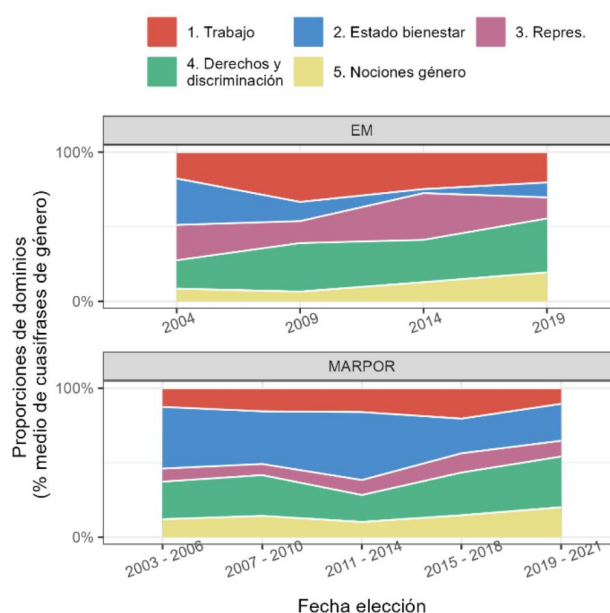 1. Trabajo
2. Estado bienestar
3. Repres.
4. Derechos y
discriminación
5. Nociones género
EM
100%
0%
2004
2009
2014
2019
MARPOR
100%
0%
2003 - 2006
2007 - 2010
2011 - 2014
2015 - 2018
2019 - 2021
Proporciones de dominios
(% medio de cuasifrases de género)
Fecha elección